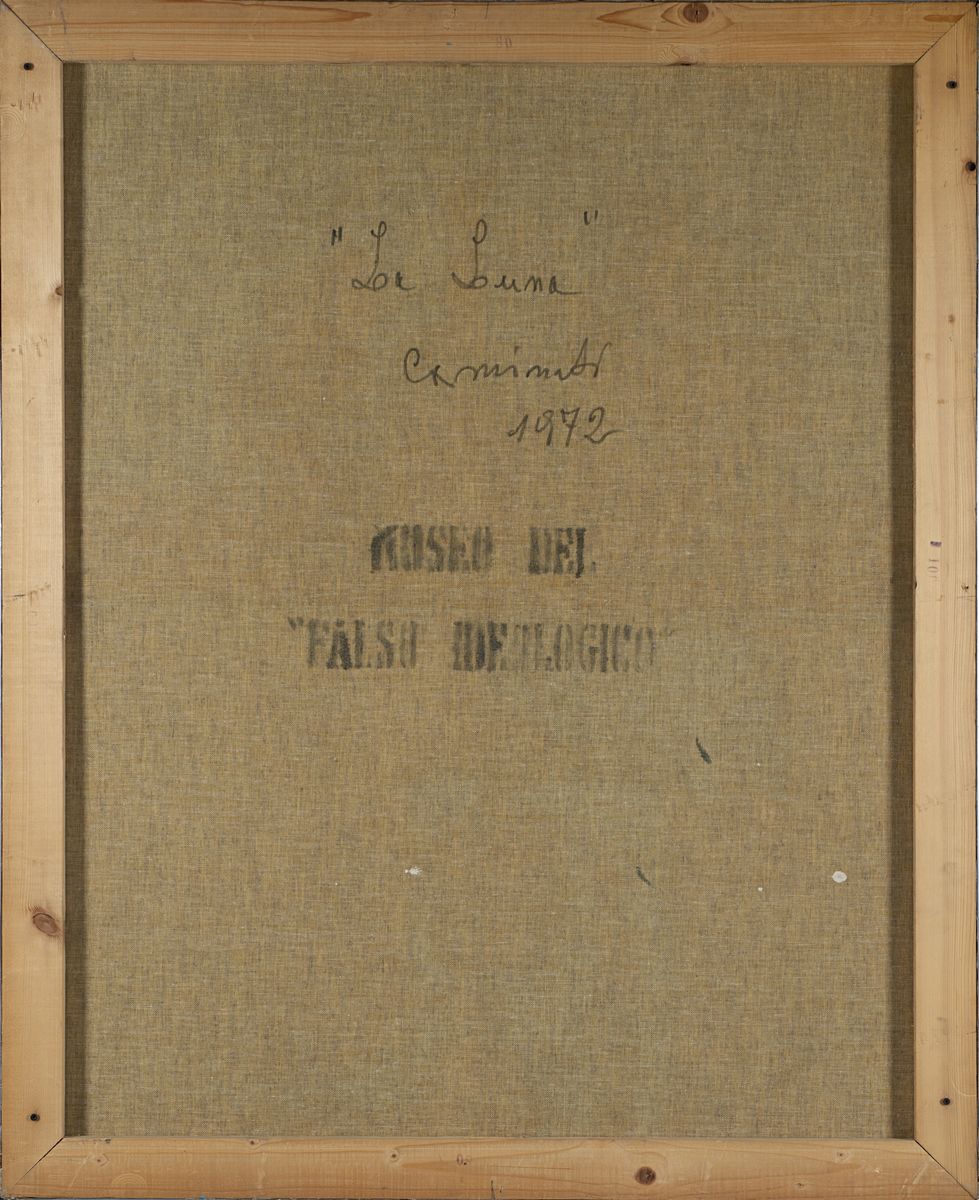 "La Luna"
Caminati
1972
MUSEO DEL
"FALSO IDEOLOGICO"